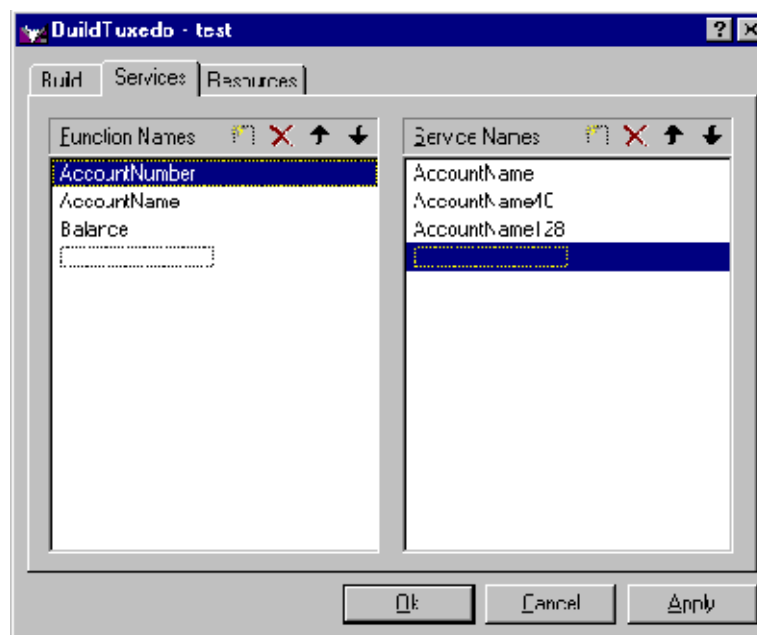 BuildTuxedo - test
Build Services Resources
Function Names
AccountNumber
AccountName
Balance
Service Names
AccountName
AccountName40
AccountName128
Ok Cancel Apply